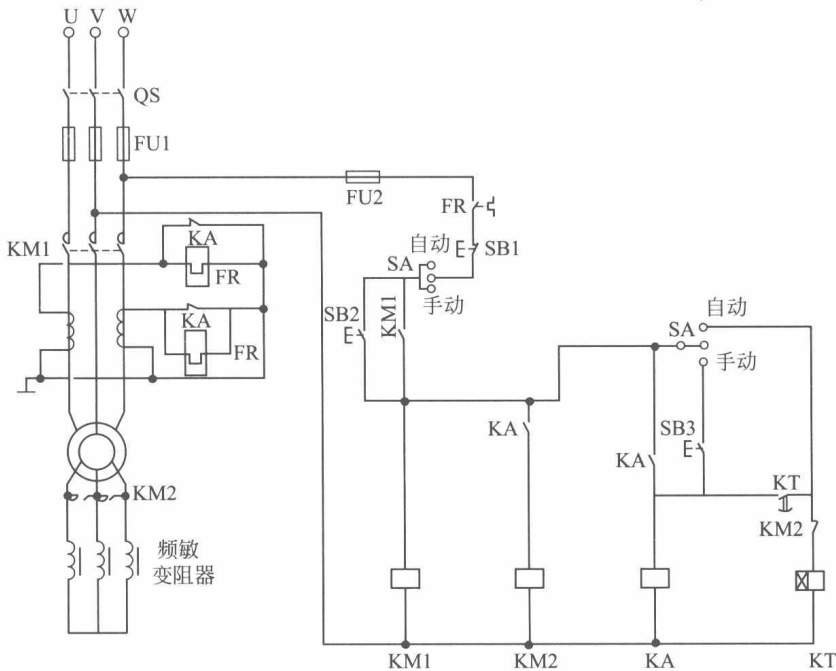 U V W
QS
FU1
FU2
FR
自动
SB1
KM1
KA
FR
SA
手动
SB2
KM1
自动
KA
FR
SA
手动
KA
SB3
KA
KT
KM2
KM2
频敏
变阻器
KM1 KM2 KA KT